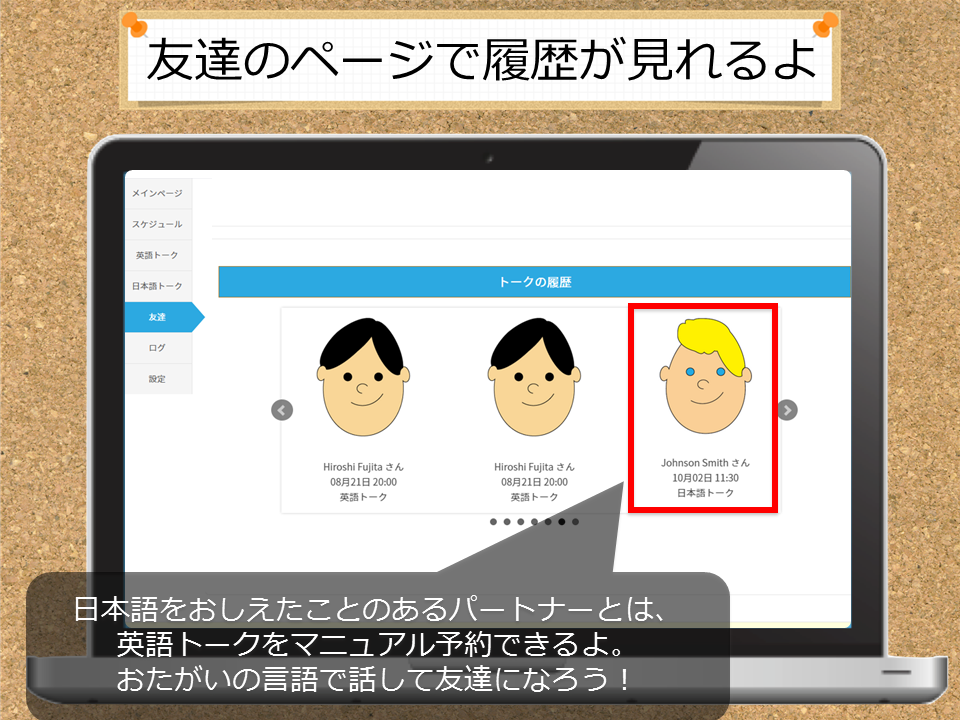 友達のページで履歴が見れるよ
メインページ
スケジュール
英語トーク
日本語トーク
友達
ログ
設定
トークの履歴
Hiroshi Fujita さん
08月21日 20:00
英語トーク
Hiroshi Fujita さん
08月21日 20:00
英語トーク
Johnson Smith さん
10月02日 11:30
日本語トーク
日本語をおしえたことのあるパートナーとは、
英語トークをマニュアル予約できるよ。
おたがいの言語で話して友達になろう！